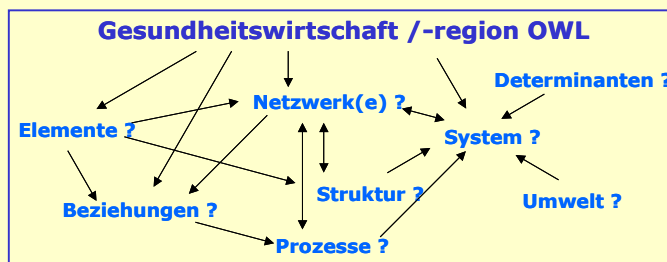 Gesundheitswirtschaft /-region OWL
Determinanten ?
Netzwerk(e) ?
Elemente ?
System ?
Struktur ?
Umwelt ?
Beziehungen ?
Prozesse ?